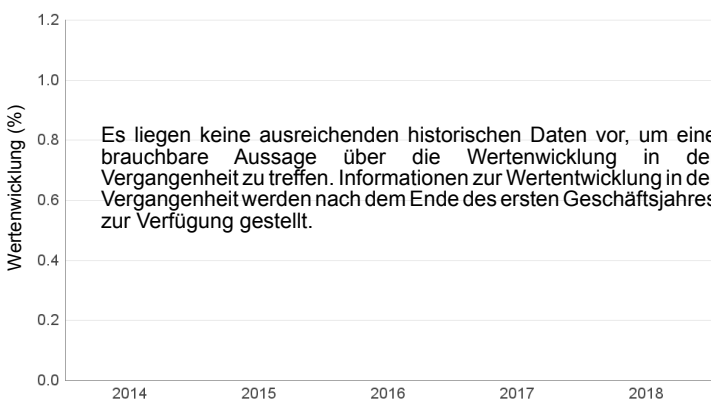 1.2
1.0
0.8
0.6
0.4
0.2
0.0
Wertenwicklung (%)
Es liegen keine ausreichenden historischen Daten vor, um eine
brauchbare Aussage über die Wertenwicklung in de
Vergangenheit zu treffen. Informationen zur Wertentwicklung in de
Vergangenheit werden nach dem Ende des ersten Geschäftsjahres
zur Verfügung gestellt.
2014 2015 2016 2017 2018